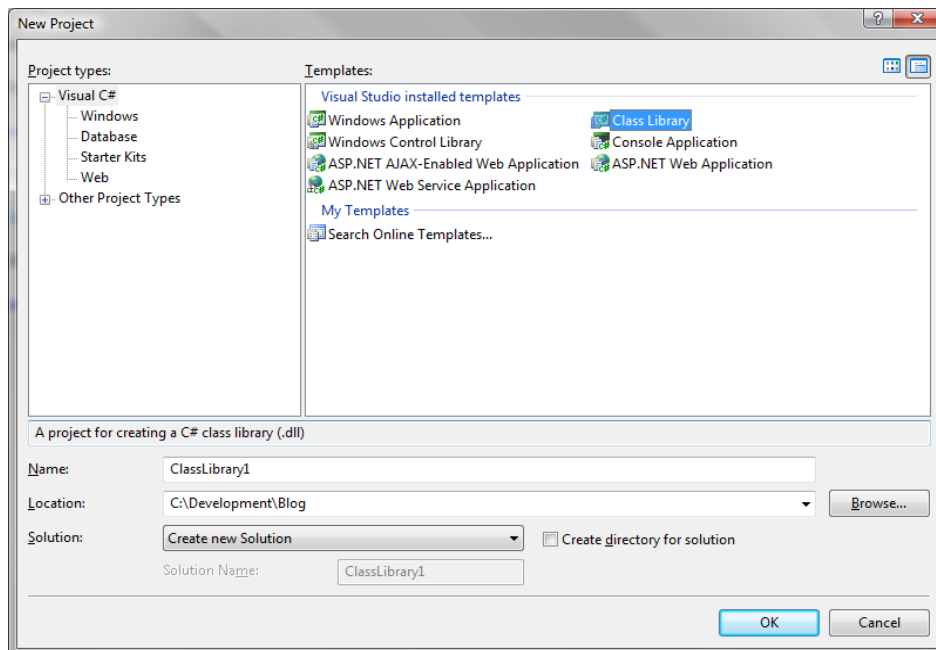 New Project
Project types:
Templates:
Visual C#
Windows
Database
Starter Kits
Web
Other Project Types
Visual Studio installed templates
Windows Application
Class Library
Windows Control Library
Console Application
ASP.NET AJAX-Enabled Web Application
ASP.NET Web Application
ASP.NET Web Service Application
My Templates
Search Online Templates...
A project for creating a C# class library (.dll)
Name:
ClassLibrary1
Location:
C:\Development\Blog
Browse...
Solution:
Create new Solution
Create directory for solution
Solution Name:
ClassLibrary1
OK
Cancel